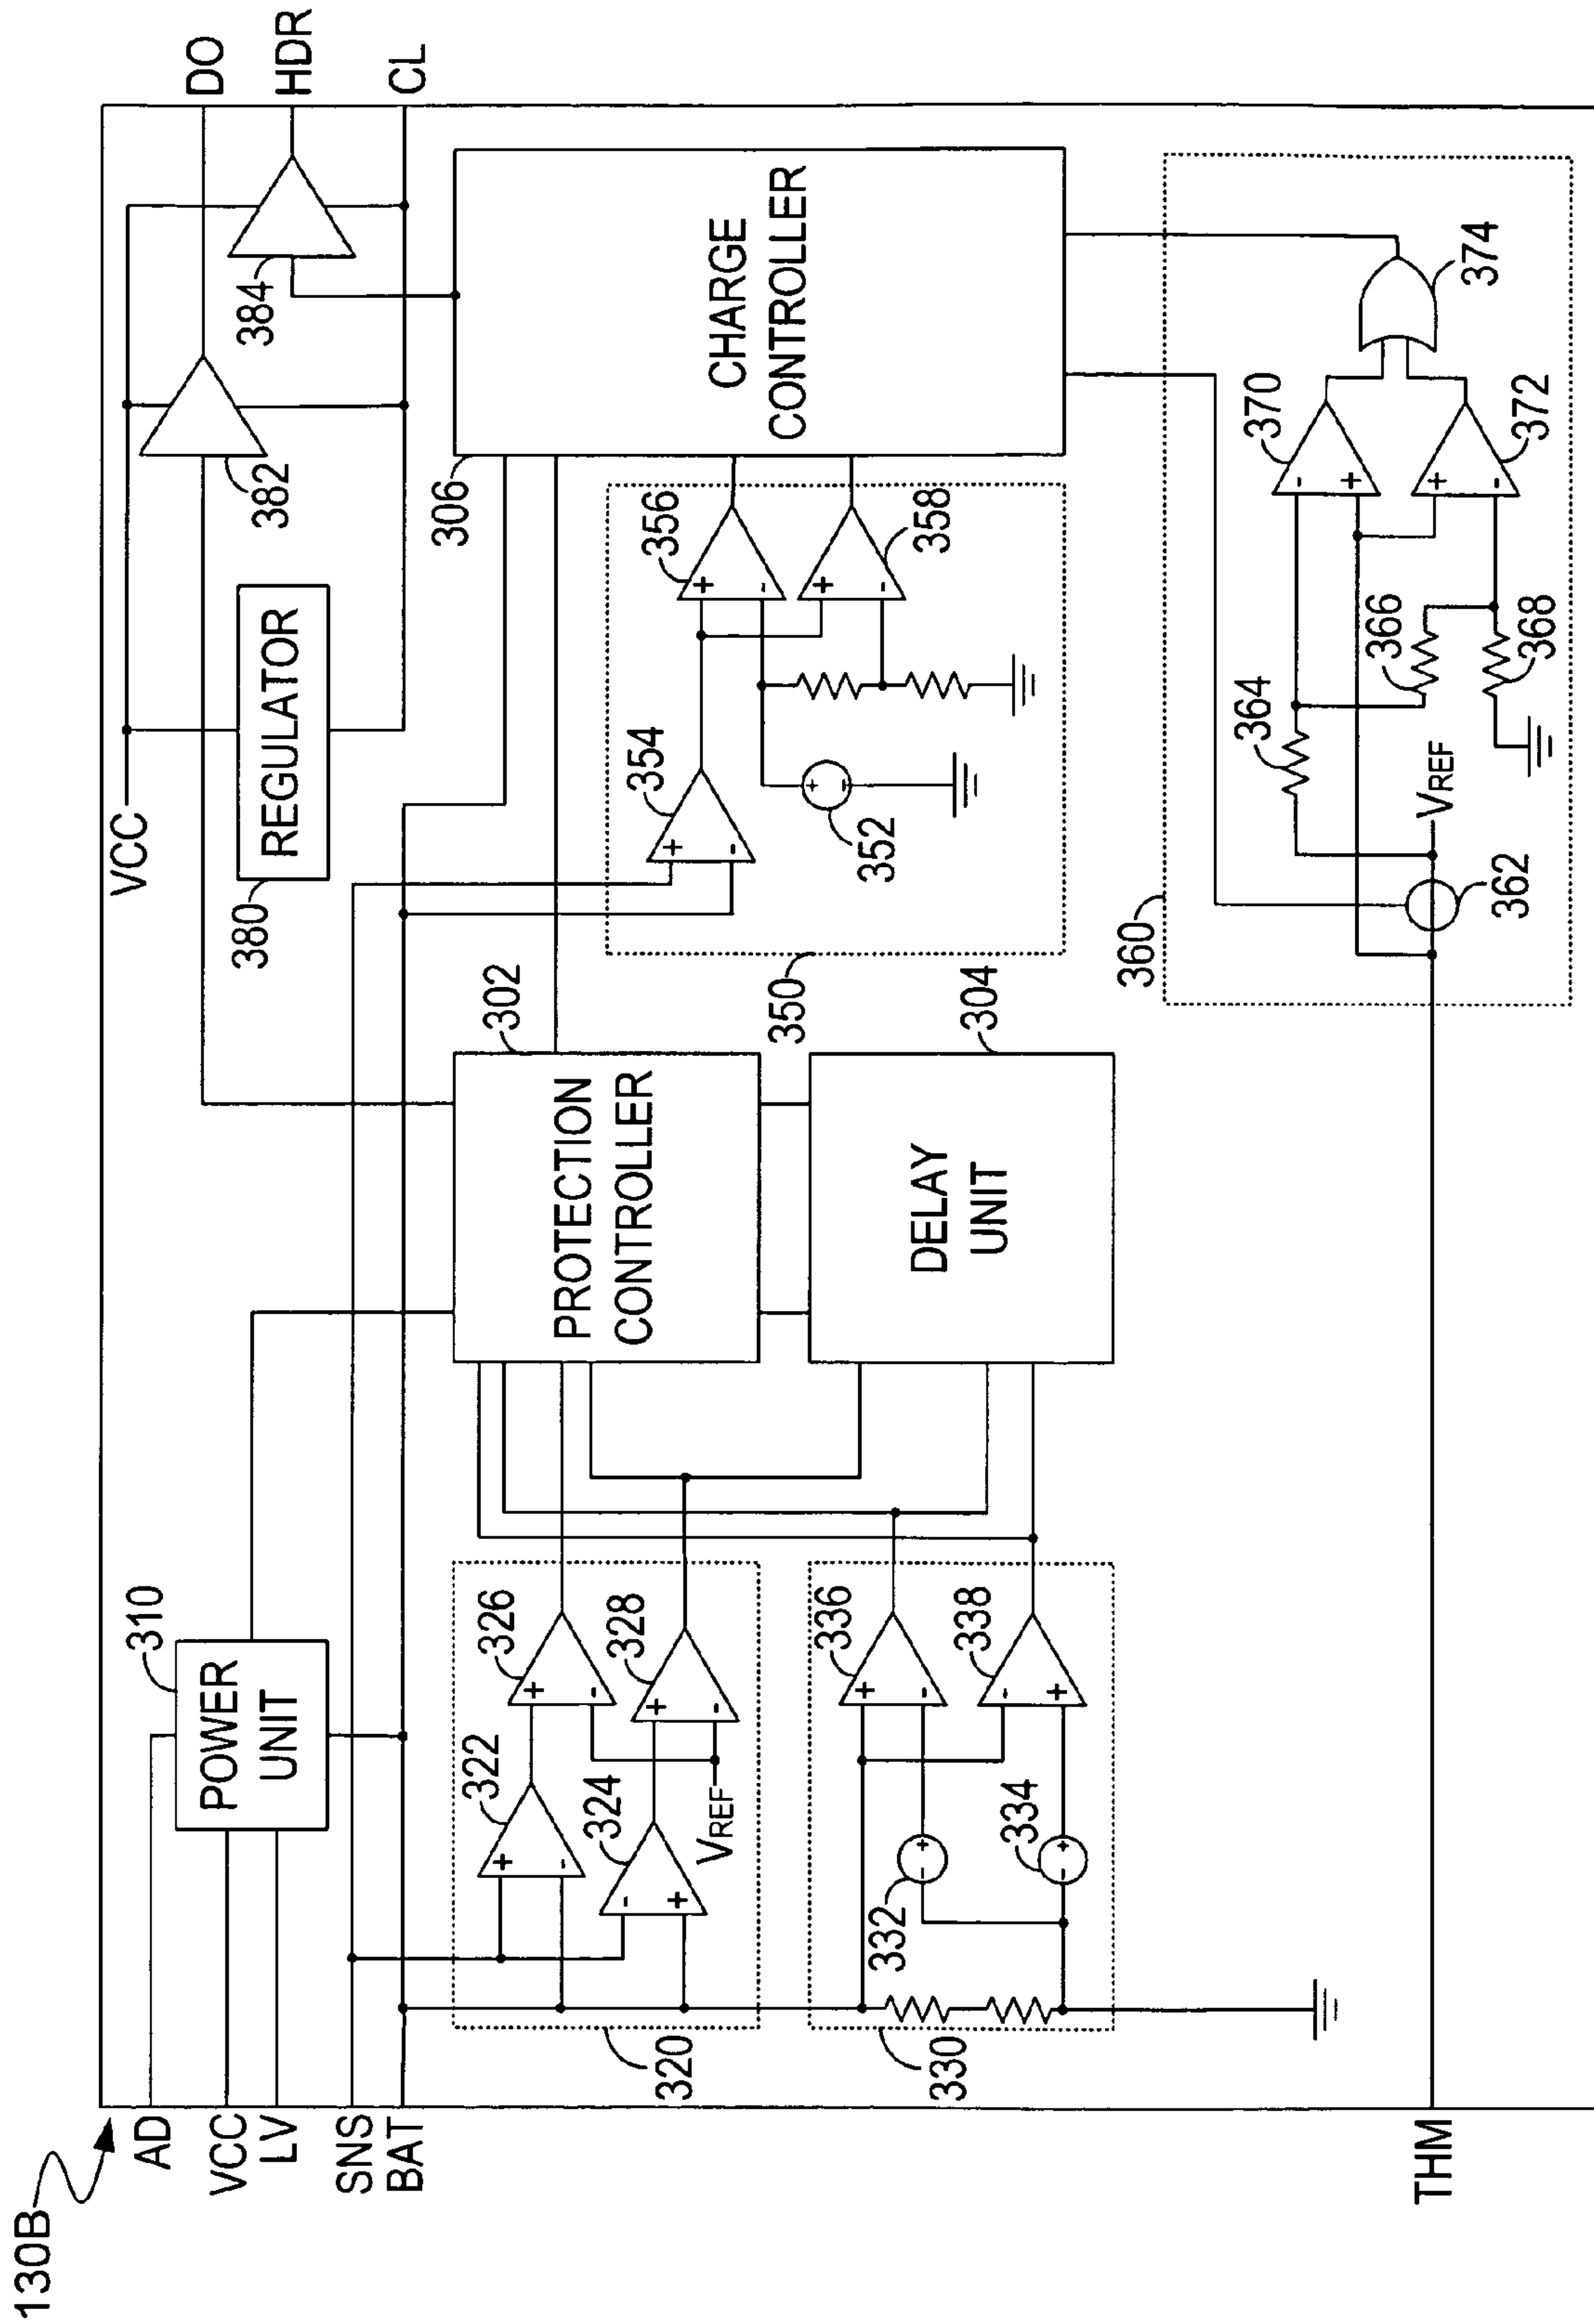 130B
AD
VCC
LV
SNS
BAT
THM
310
POWER
UNIT
VCC
380
REGULATOR
382
384
DO
HDR
CL
320
322
+
-
324
-
+
326
+
-
328
+
-
VREF
330
332
-
+
334
-
+
336
+
-
338
-
+
302
PROTECTION
CONTROLLER
304
DELAY
UNIT
350
354
+
-
352
+
-
356
+
-
358
+
-
306
CHARGE
CONTROLLER
360
362
VREF
364
366
368
370
-
+
372
+
-
374